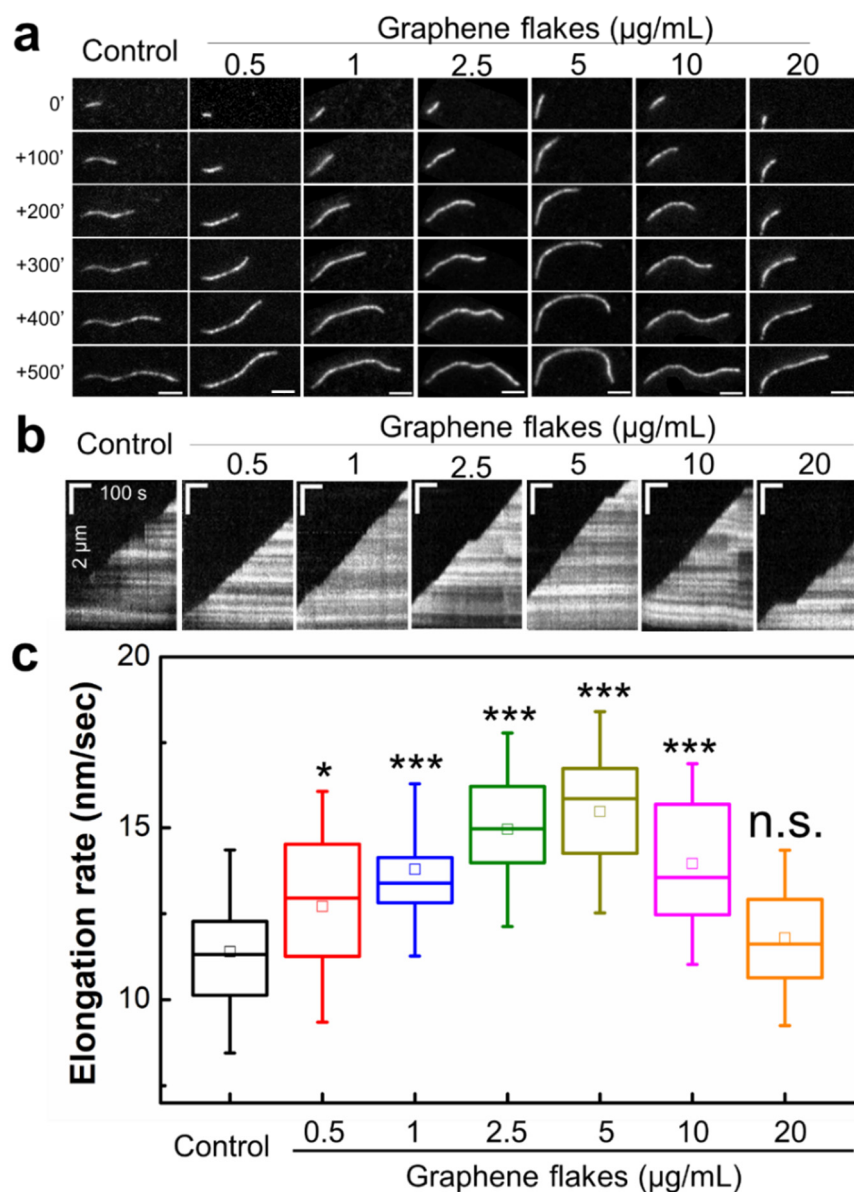 a
Graphene flakes (µg/mL)
Control
0.5 1 2.5 5 10 20
0'
+100'
+200'
+300'
+400'
+500'
b
Graphene flakes (µg/mL)
Control
0.5 1 2.5 5 10 20
100 s
2 µm
c
Elongation rate (nm/sec)
20
15
10
* *** *** *** *** n.s.
Control 0.5 1 2.5 5 10 20
Graphene flakes (µg/mL)